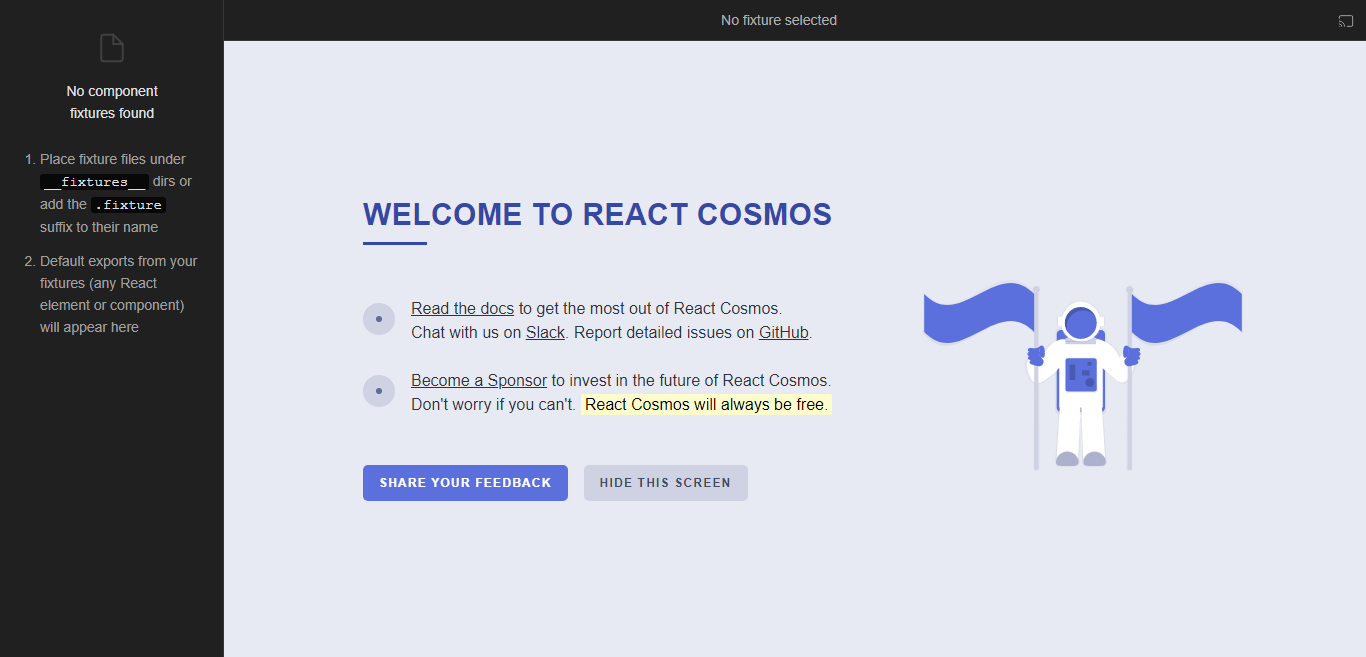 No fixture selected
No component
fixtures found
1. Place fixture files under
__fixtures__ dirs or
add the .fixture
suffix to their name
2. Default exports from your
fixtures (any React
element or component)
will appear here
WELCOME TO REACT COSMOS
Read the docs to get the most out of React Cosmos.
Chat with us on Slack. Report detailed issues on GitHub.
Become a Sponsor to invest in the future of React Cosmos.
Don't worry if you can't. React Cosmos will always be free.
SHARE YOUR FEEDBACK
HIDE THIS SCREEN